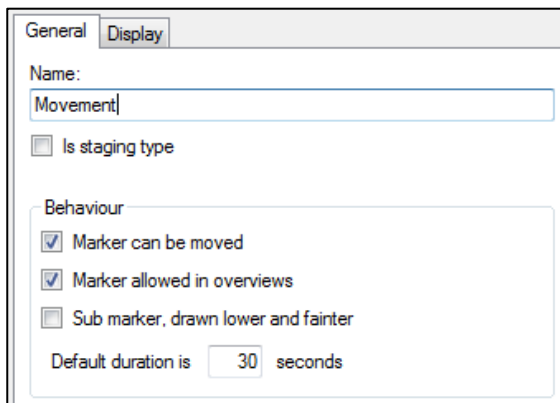 General Display
Name:
Movement
Is staging type
Behaviour
Marker can be moved
Marker allowed in overviews
Sub marker, drawn lower and fainter
Default duration is 30 seconds